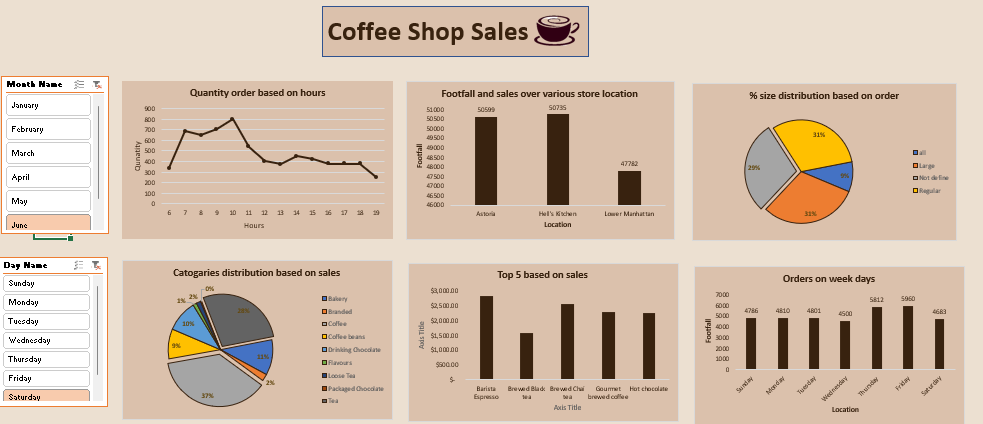 Coffee Shop Sales
Month Name
January
February
March
April
May
June
Day Name
Sunday
Monday
Tuesday
Wednesday
Thursday
Friday
Saturday
Quantity order based on hours
900
800
700
600
500
400
300
200
100
0
Qunatity
6 7 8 9 10 11 12 13 14 15 16 17 18 19
Hours
Footfall and sales over various store location
51000
50500
50000
49500
49000
48500
48000
47500
47000
46500
46000
Footfall
50599
50735
47782
Astoria Hell's Kitchen Lower Manhattan
Location
% size distribution based on order
31%
9%
31%
29%
all
Large
Not define
Regular
Catogaries distribution based on sales
0%
2%
1%
10%
9%
37%
2%
11%
28%
Bakery
Branded
Coffee
Coffee beans
Drinking Chocolate
Flavours
Loose Tea
Packaged Chocolate
Tea
Top 5 based on sales
$3,000.00
$2,500.00
$2,000.00
$1,500.00
$1,000.00
$500.00
$-
Axis Title
Barista Espresso
Brewed Black tea
Brewed Chai tea
Gourmet brewed coffee
Hot chocolate
Axis Title
Orders on week days
7000
6000
5000
4000
3000
2000
1000
0
Footfall
4786 4810 4801 4500 5812 5960 4683
Sunday Monday Tuesday Wednesday Thursday Friday Saturday
Location